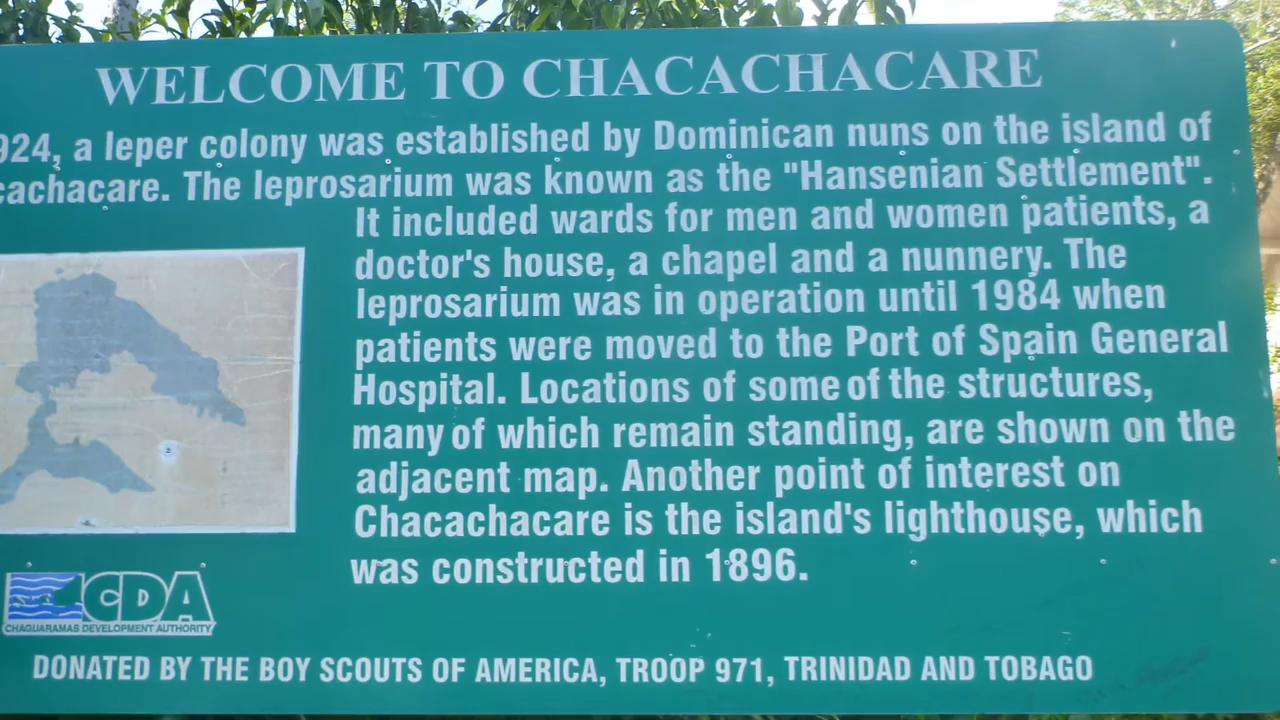 WELCOME TO CHACACHACARE
924, a leper colony was established by Dominican nuns on the island of
cachacare. The leprosarium was known as the "Hansenian Settlement".
It included wards for men and women patients, a
doctor's house, a chapel and a nunnery. The
leprosarium was in operation until 1984 when
patients were moved to the Port of Spain General
Hospital. Locations of some of the structures,
many of which remain standing, are shown on the
adjacent map. Another point of interest on
Chacachacare is the island's lighthouse, which
was constructed in 1896.
CDA
CHAGUARAMAS DEVELOPMENT AUTHORITY
DONATED BY THE BOY SCOUTS OF AMERICA, TROOP 971, TRINIDAD AND TOBAGO